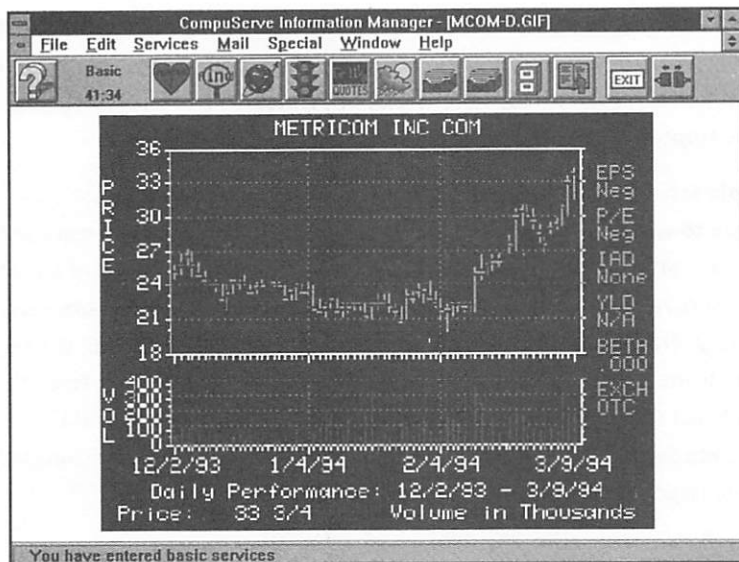 CompuServe Information Manager - [MCOM-D.GIF]
File Edit Services Mail Special Window Help
Basic
41:34
inc
QUOTES
EXIT
METRICOM INC COM
PRICE
36
33
30
27
24
21
18
EPS
Neg
P/E
Neg
IAD
None
YLD
N/A
BETA
.000
EXCH
OTC
VOL
400
300
200
100
0
12/2/93 1/4/94 2/4/94 3/9/94
Daily Performance: 12/2/93 - 3/9/94
Price: 33 3/4 Volume in Thousands
You have entered basic services